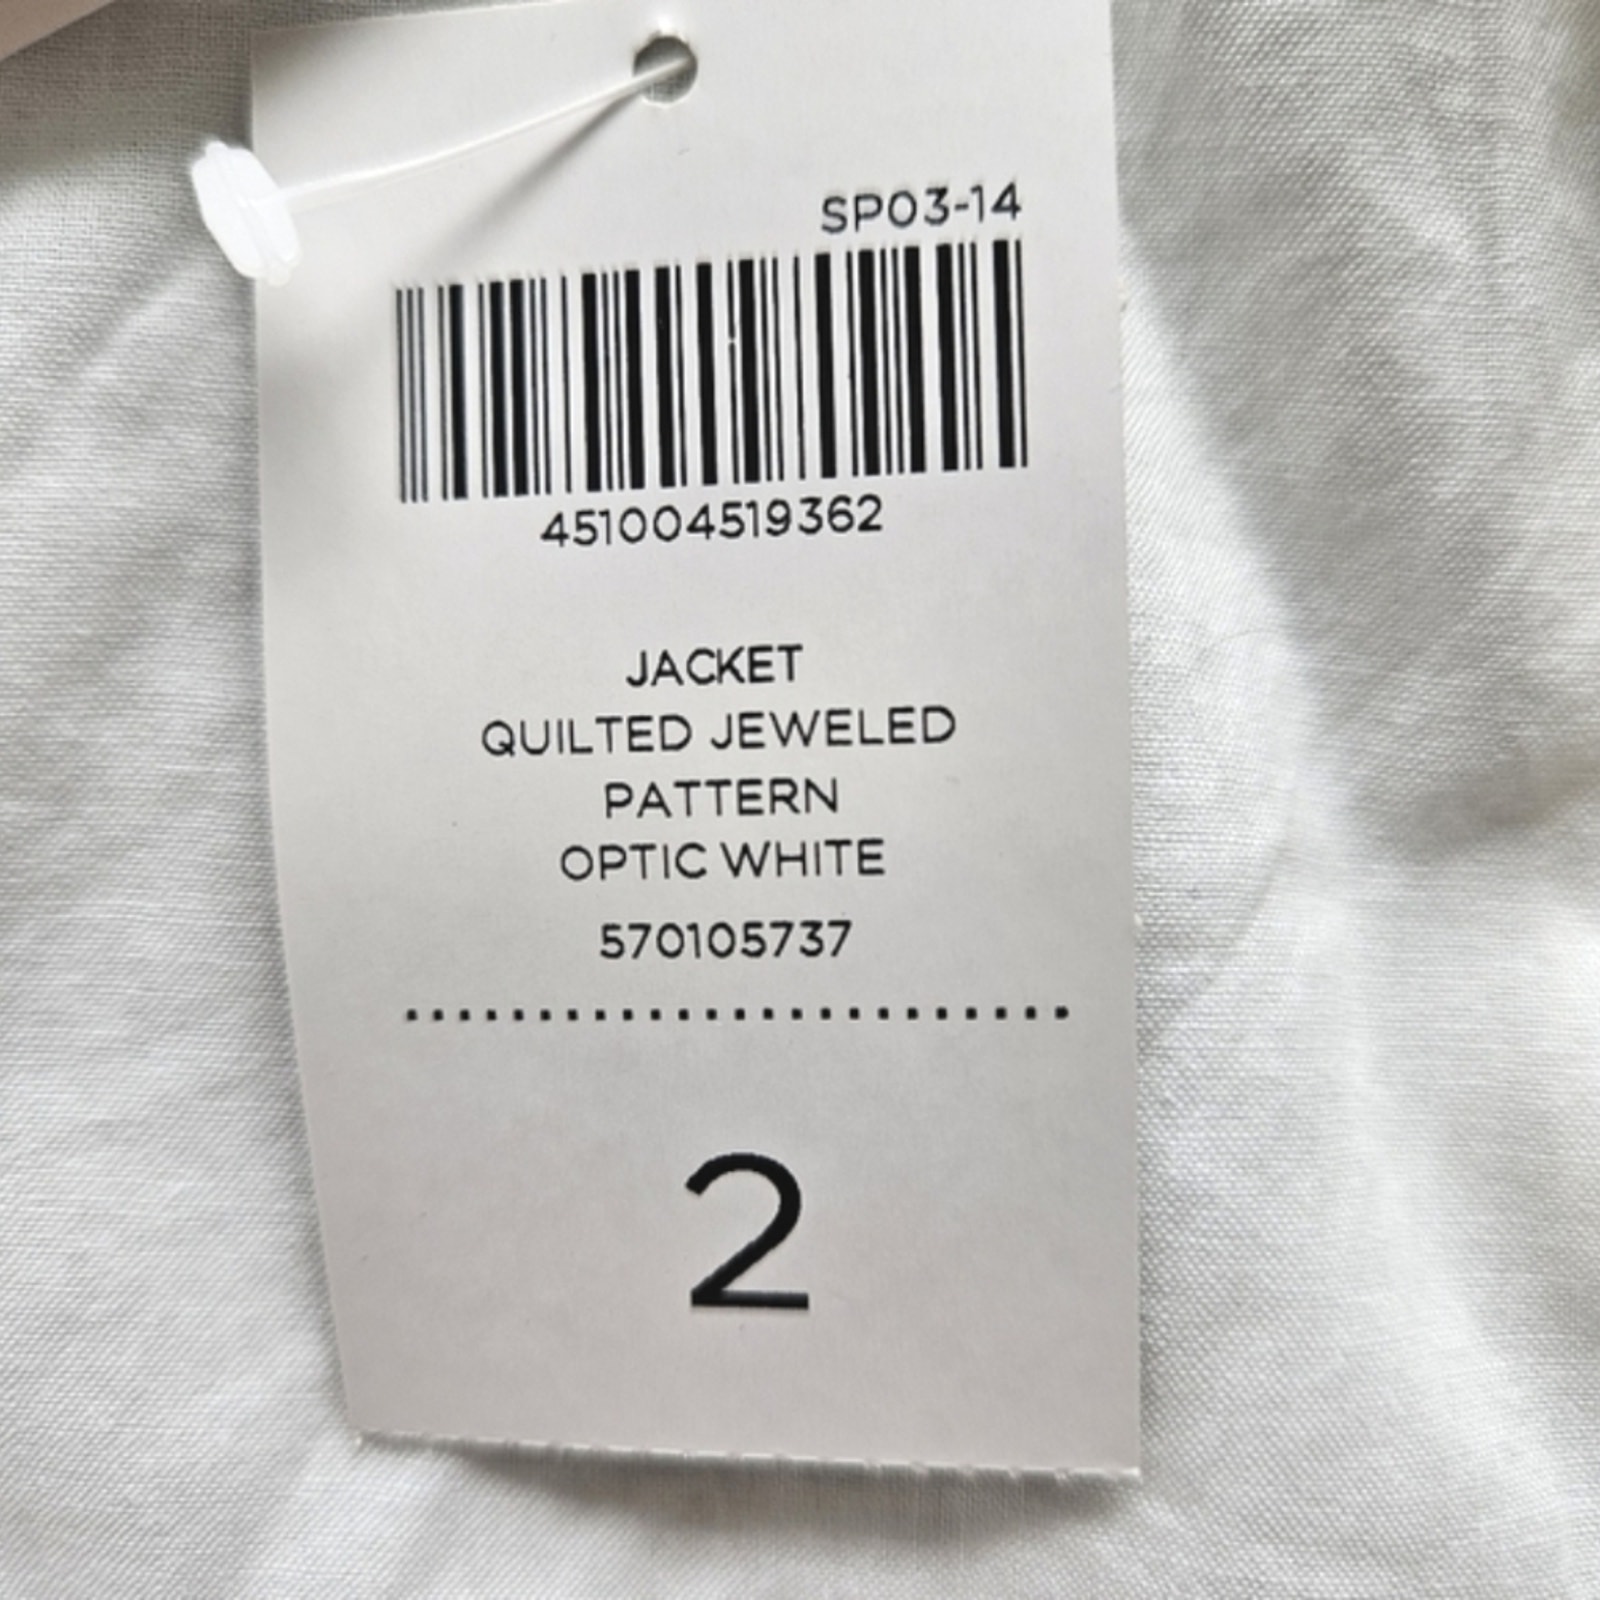 SP03-14
451004519362
JACKET
QUILTED JEWELED
PATTERN
OPTIC WHITE
570105737
2